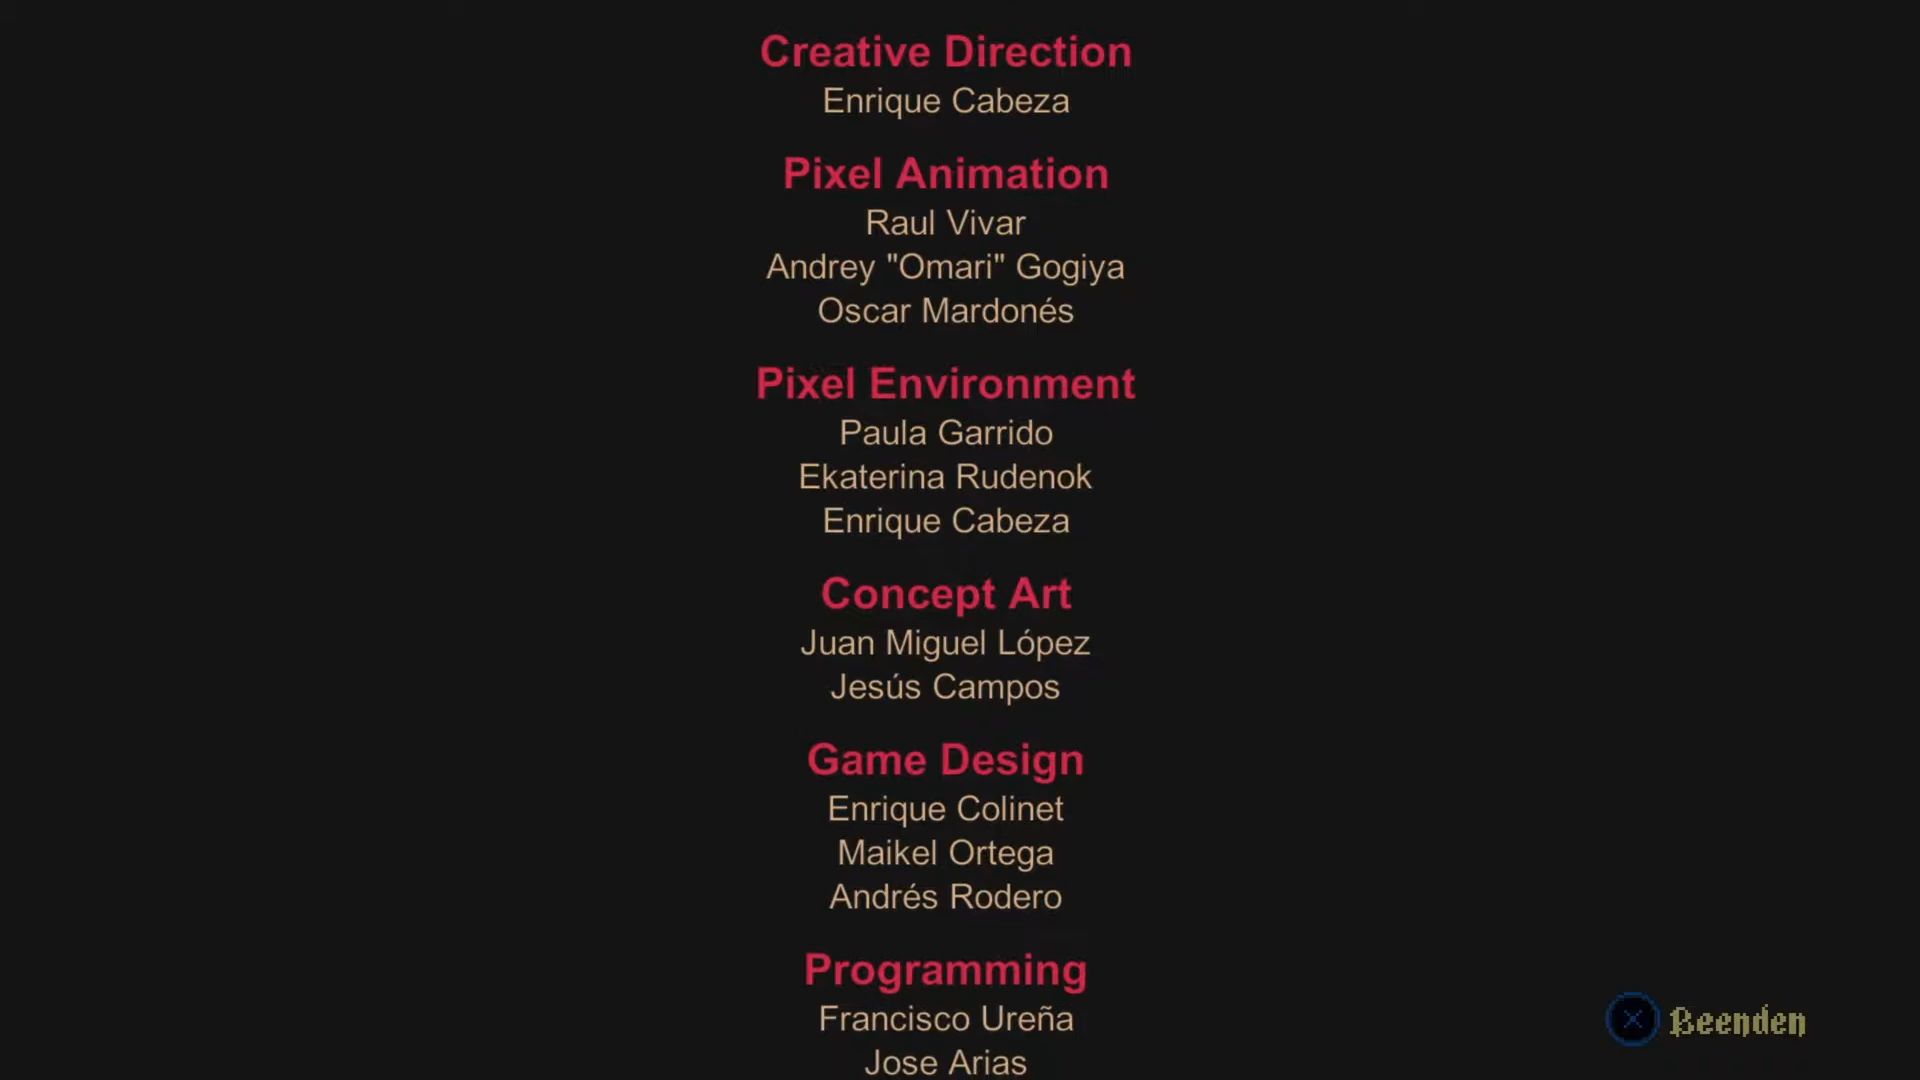 Creative Direction
Enrique Cabeza
Pixel Animation
Raul Vivar
Andrey "Omari" Gogiya
Oscar Mardonés
Pixel Environment
Paula Garrido
Ekaterina Rudenok
Enrique Cabeza
Concept Art
Juan Miguel López
Jesús Campos
Game Design
Enrique Colinet
Maikel Ortega
Andrés Rodero
Programming
Francisco Ureña
Jose Arias
Beenden